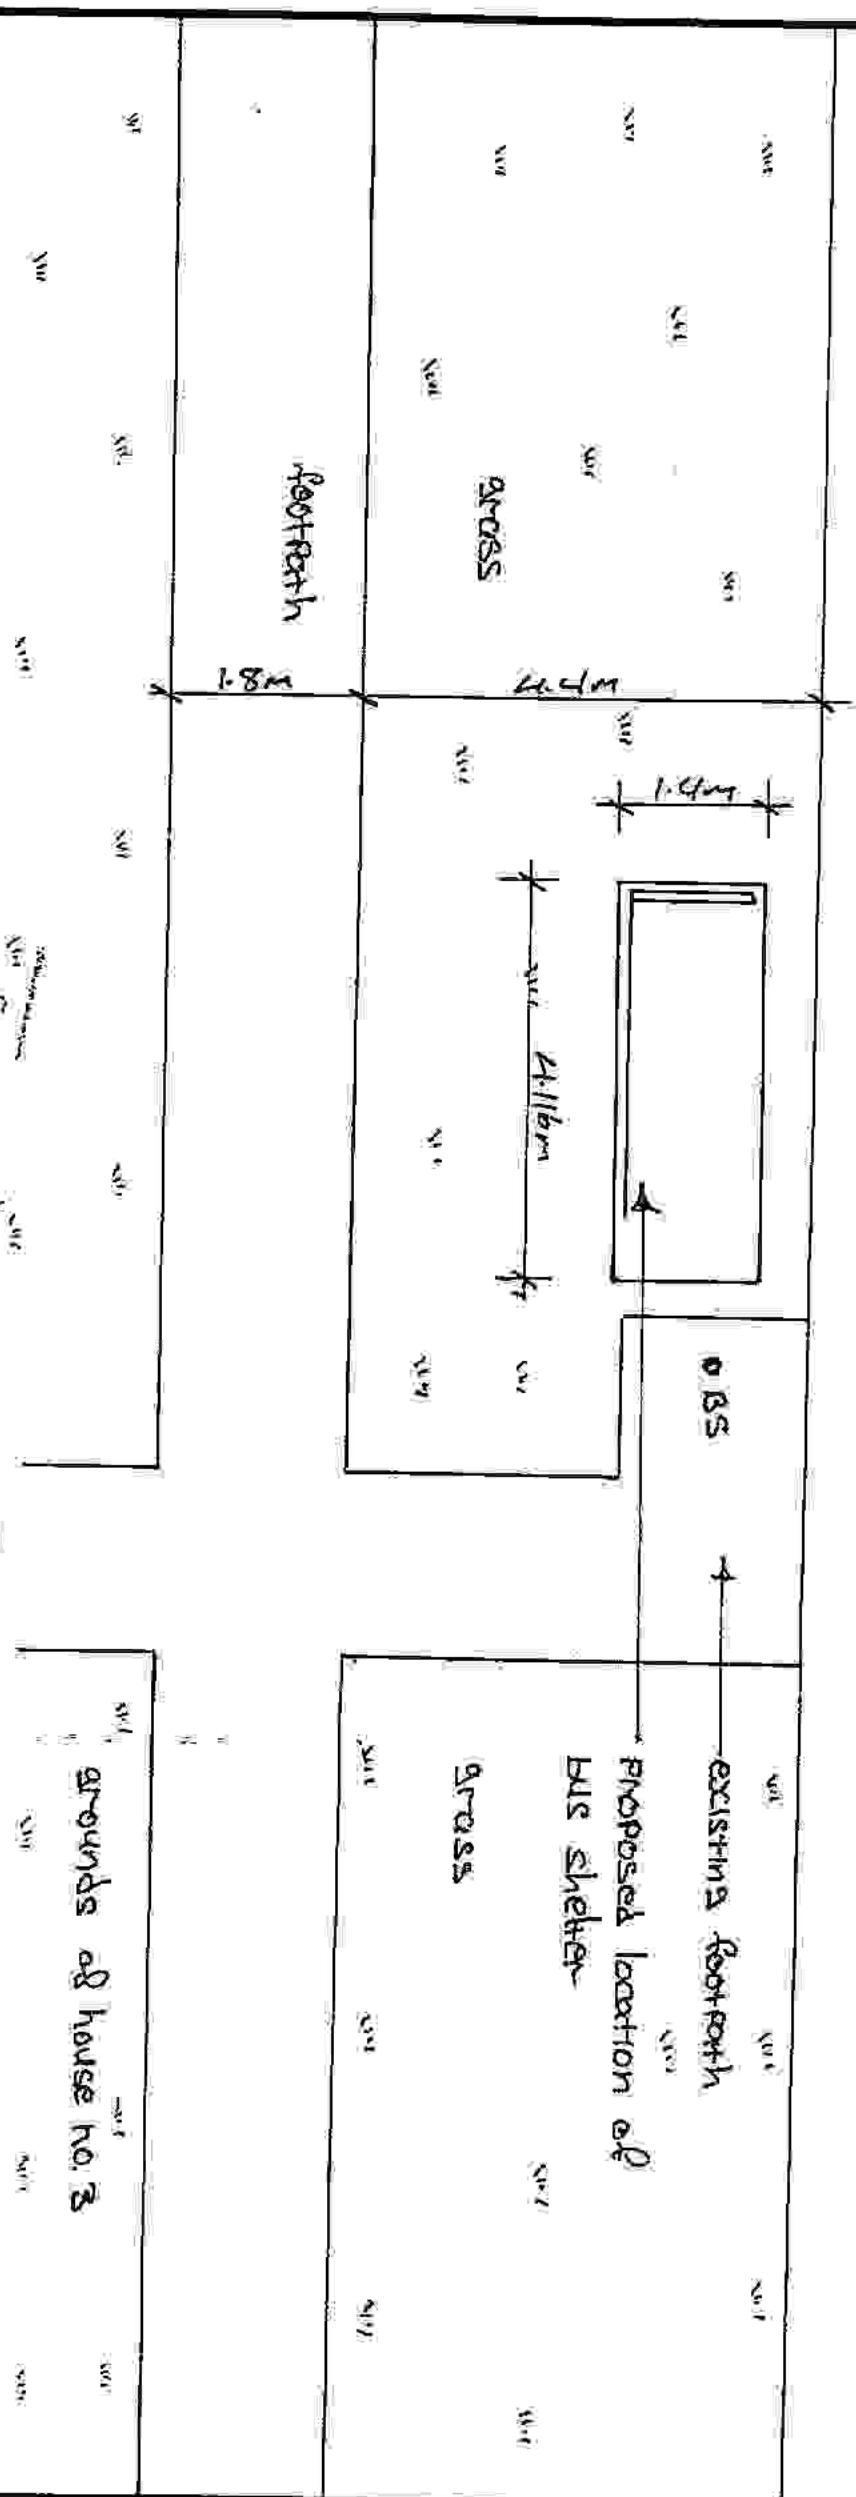 footpath
grass
1.8m
4.4m
1.4m
4.116m
o BS
existing footpath
proposed location of
bus shelter
grass
grounds of house no. 3